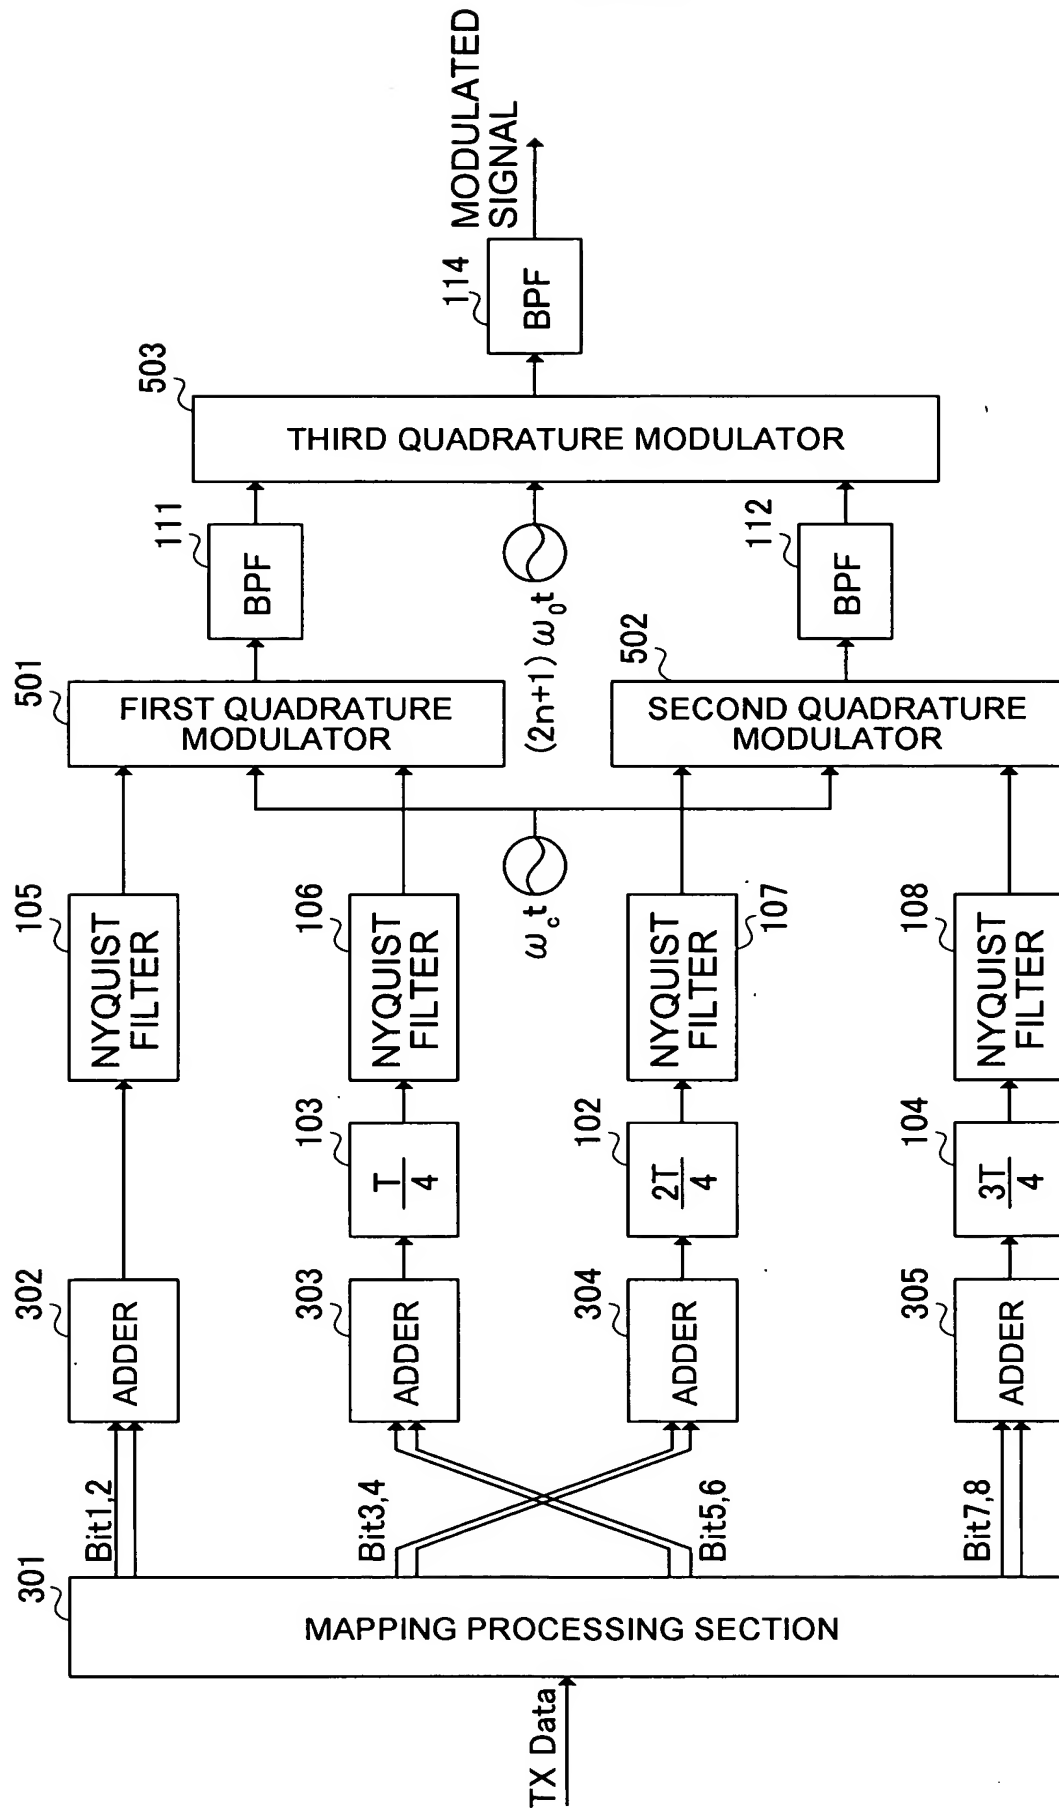 TX Data
301
MAPPING PROCESSING SECTION
Bit1,2
Bit3,4
Bit5,6
Bit7,8
302
ADDER
303
ADDER
304
ADDER
305
ADDER
103
T
4
102
2T
4
104
3T
4
105
NYQUIST
FILTER
106
NYQUIST
FILTER
107
NYQUIST
FILTER
108
NYQUIST
FILTER
ωct
501
FIRST QUADRATURE
MODULATOR
(2n+1)ω0t
502
SECOND QUADRATURE
MODULATOR
111
BPF
112
BPF
503
THIRD QUADRATURE MODULATOR
114
BPF
MODULATED
SIGNAL